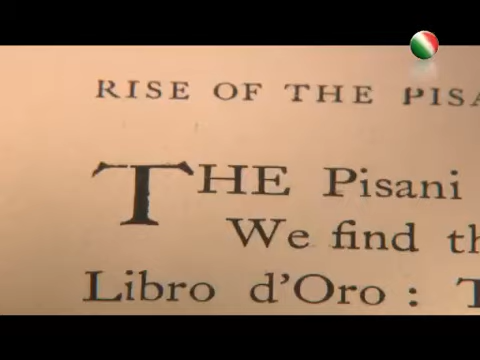 RISE OF THE PISA
THE Pisani
We find th
Libro d'Oro : T